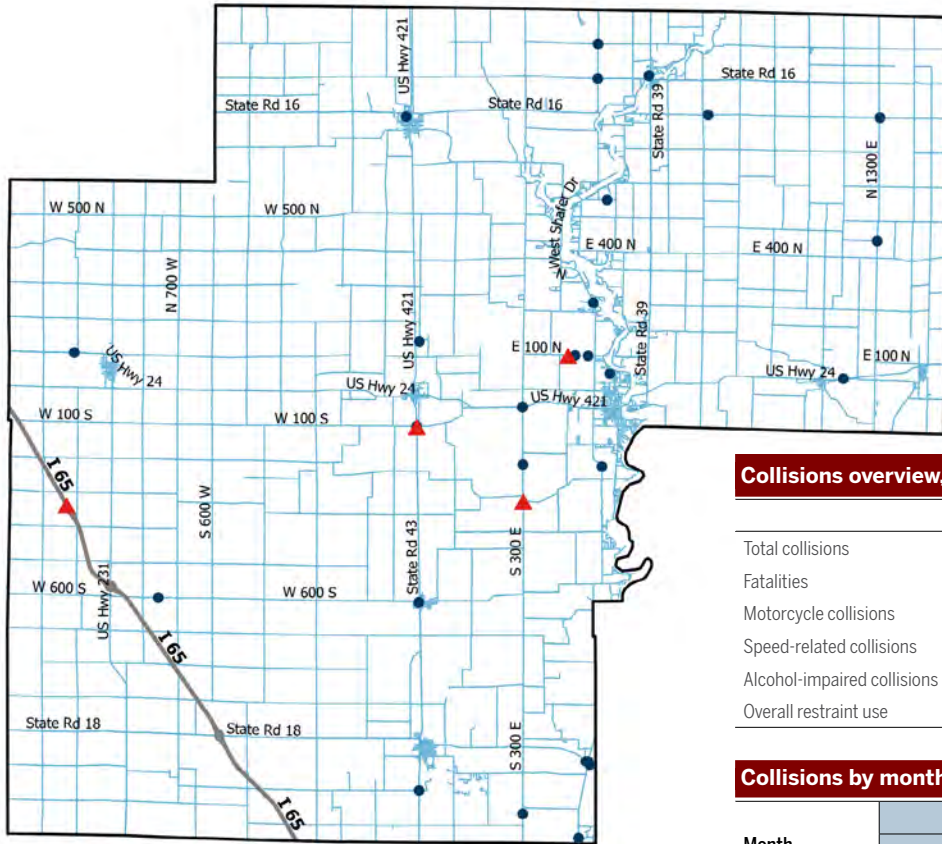 US Hwy 421
State Rd 16
State Rd 16
State Rd 16
State Rd 39
N 1300 E
W 500 N
W 500 N
West Shafer Dr
N
E 400 N
E 400 N
N 700 W
US Hwy 421
State Rd 39
E 100 N
E 100 N
US Hwy 24
US Hwy 24
US Hwy 24
US Hwy 421
W 100 S
W 100 S
I 65
S 600 W
State Rd 43
S 300 E
W 600 S
W 600 S
US Hwy 231
I 65
State Rd 18
State Rd 18
S 300 E
I 65
Collisions overview,
Total collisions
Fatalities
Motorcycle collisions
Speed-related collisions
Alcohol-impaired collisions
Overall restraint use
Collisions by month
Month